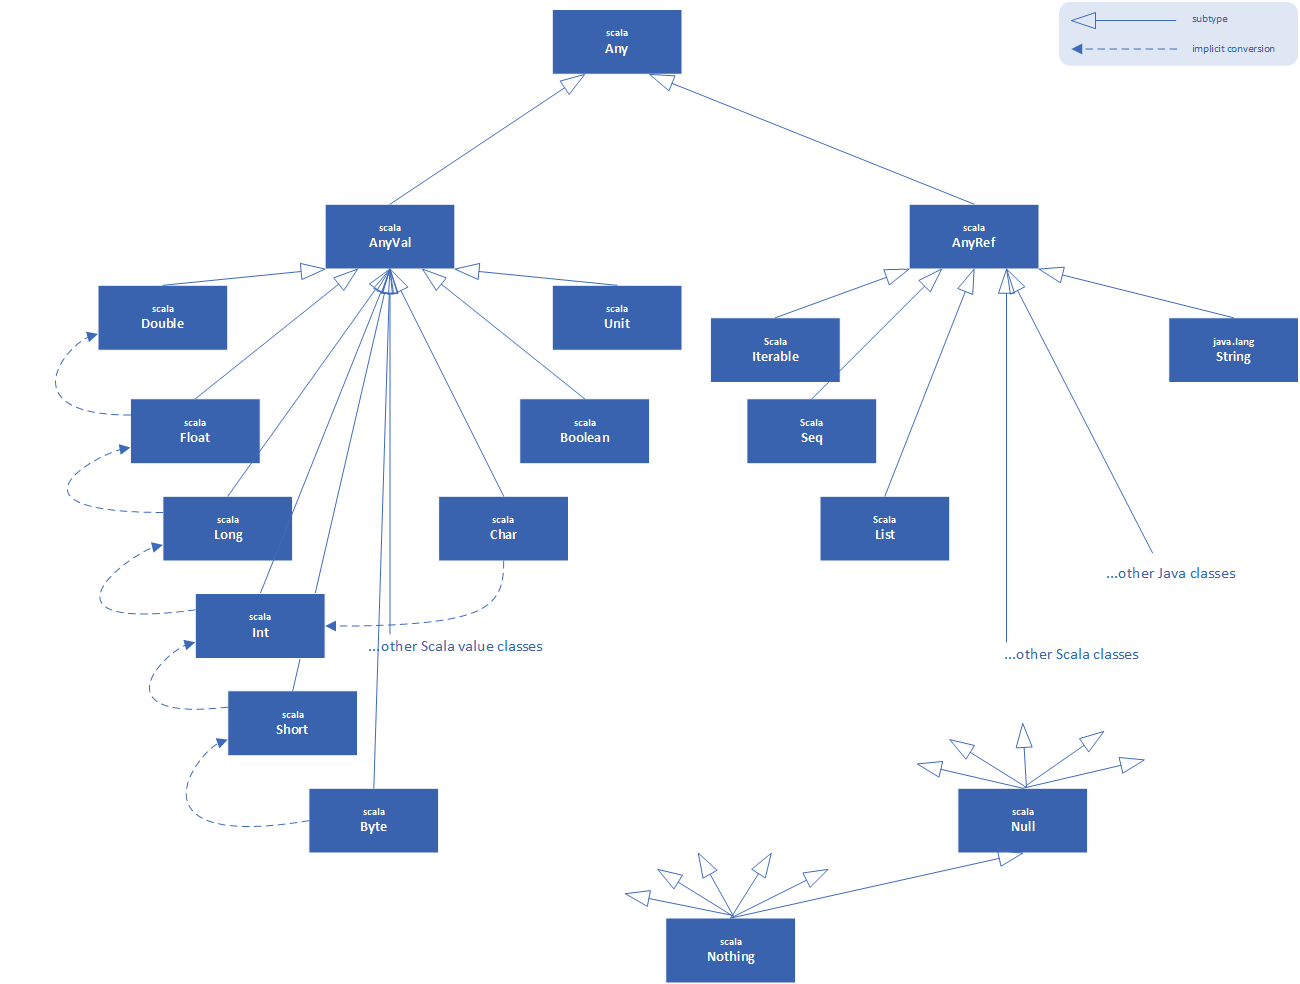 scala
Any
subtype
implicit conversion
scala
AnyVal
scala
AnyRef
scala
Double
scala
Unit
Scala
Iterable
java.lang
String
scala
Float
scala
Boolean
Scala
Seq
scala
Long
scala
Char
Scala
List
...other Java classes
scala
Int
...other Scala value classes
...other Scala classes
scala
Short
scala
Byte
scala
Null
scala
Nothing